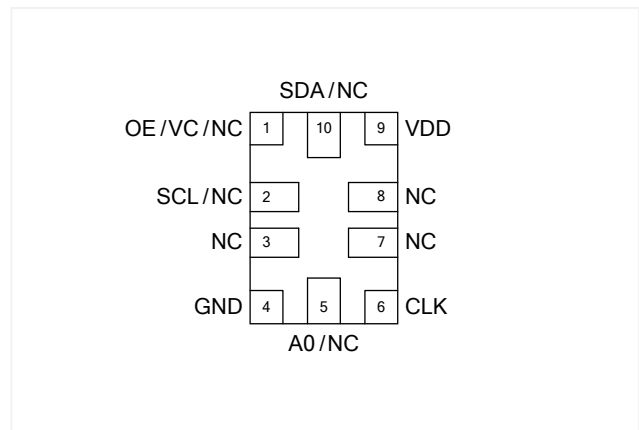 SDA/NC
OE/VC/NC 1 10 9 VDD
SCL/NC 2 8 NC
NC 3 7 NC
GND 4 5 6 CLK
A0/NC